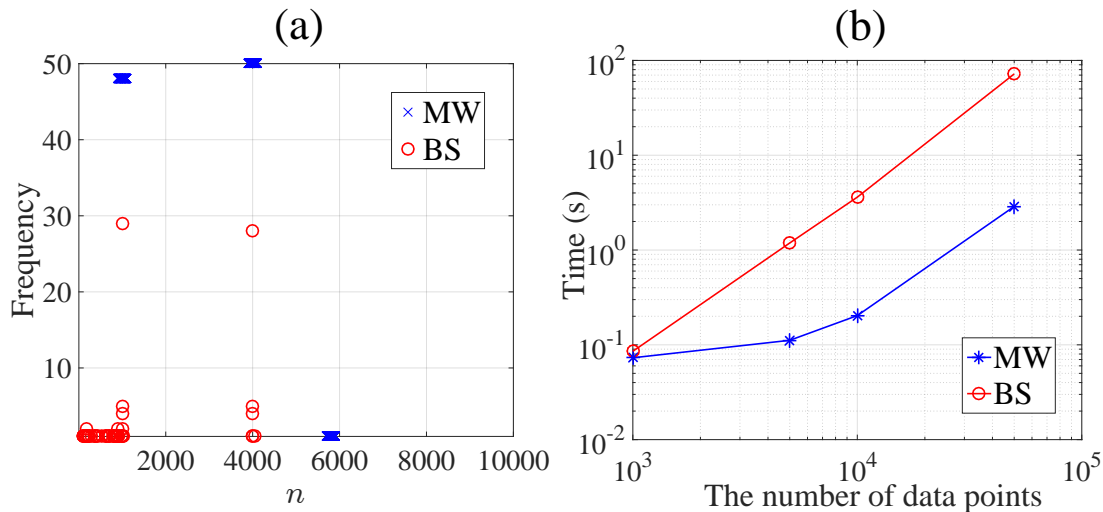 (a)
50
40
30
20
10
Frequency
MW
BS
2000 4000 6000 8000 10000
n
(b)
10^2
10^1
10^0
10^-1
10^-2
Time (s)
MW
BS
10^3 10^4 10^5
The number of data points